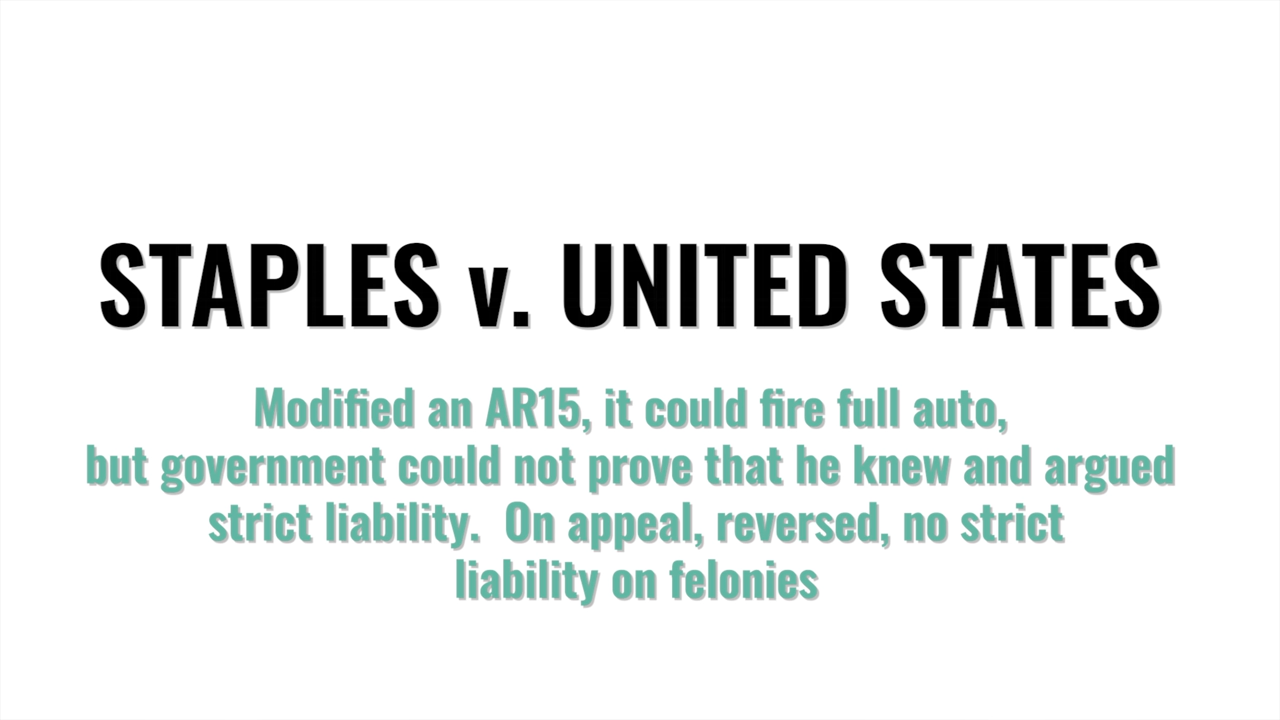 STAPLES v. UNITED STATES
Modified an AR15, it could fire full auto,
but government could not prove that he knew and argued
strict liability.  On appeal, reversed, no strict
liability on felonies